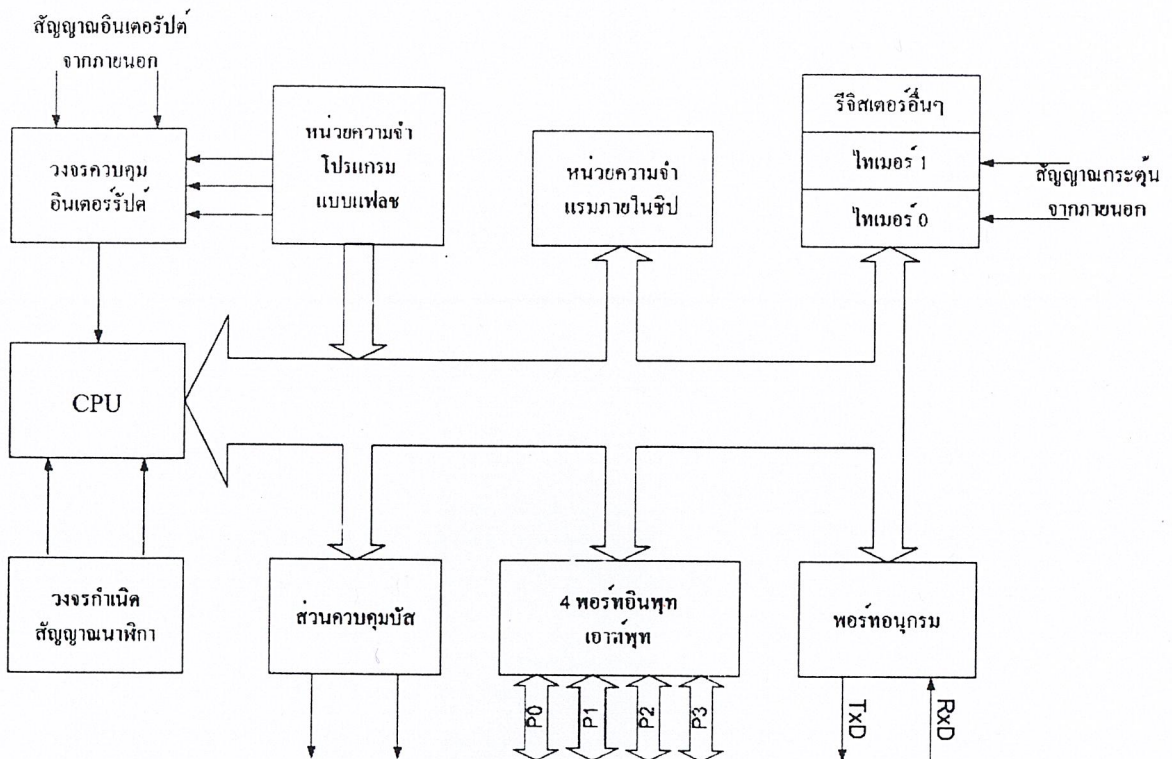 สัญญาณอินเตอรัปต์
จากภายนอก
วงจรควบคุม
อินเตอร์รัปต์
หน่วยความจำ
โปรแกรม
แบบแฟลช
หน่วยความจำ
แรมภายในชิป
รีจิสเตอร์อื่นๆ
ไทเมอร์ 1
ไทเมอร์ 0
สัญญาณกระตุ้น
จากภายนอก
CPU
วงจรกำเนิด
สัญญาณนาฬิกา
ส่วนควบคุมบัส
4 พอร์ทอินพุท
เอาต์พุท
พอร์ทอนุกรม
P0
P1
P2
P3
TxD
RxD